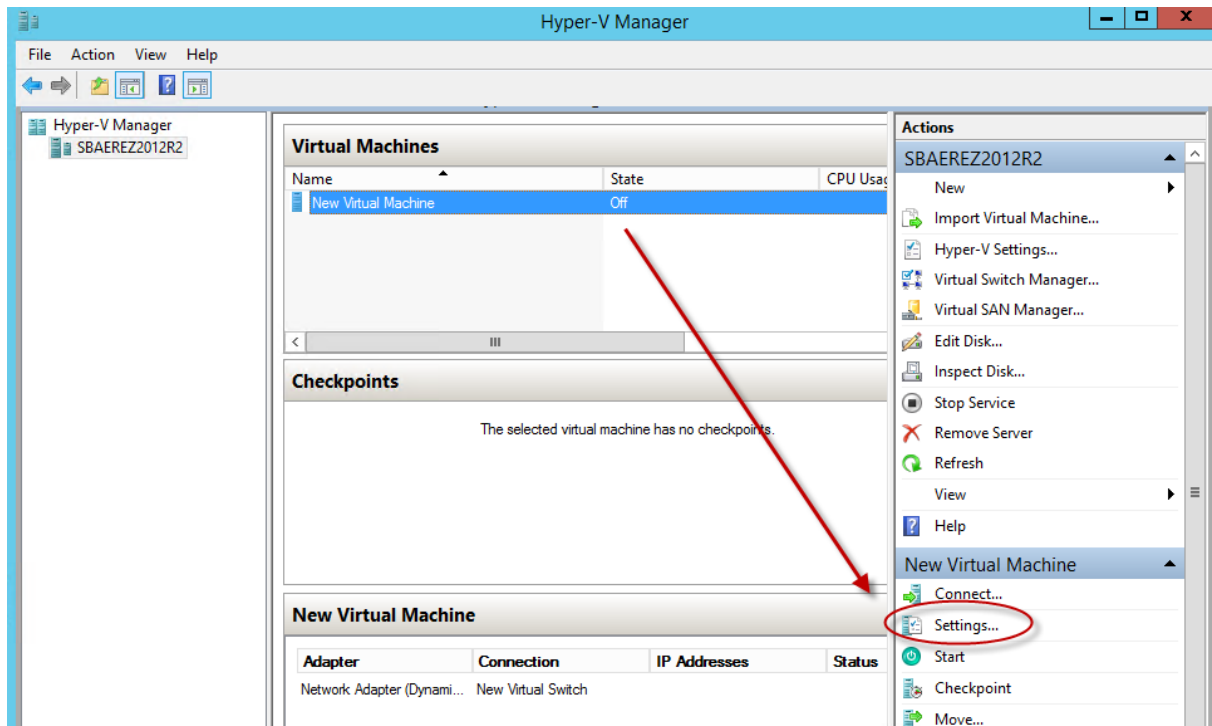 Hyper-V Manager
File Action View Help
Hyper-V Manager
SBAEREZ2012R2
Virtual Machines
Name State CPU Usag
New Virtual Machine Off
Checkpoints
The selected virtual machine has no checkpoints.
New Virtual Machine
Adapter Connection IP Addresses Status
Network Adapter (Dynami... New Virtual Switch
Actions
SBAEREZ2012R2
New
Import Virtual Machine...
Hyper-V Settings...
Virtual Switch Manager...
Virtual SAN Manager...
Edit Disk...
Inspect Disk...
Stop Service
Remove Server
Refresh
View
Help
New Virtual Machine
Connect...
Settings...
Start
Checkpoint
Move...